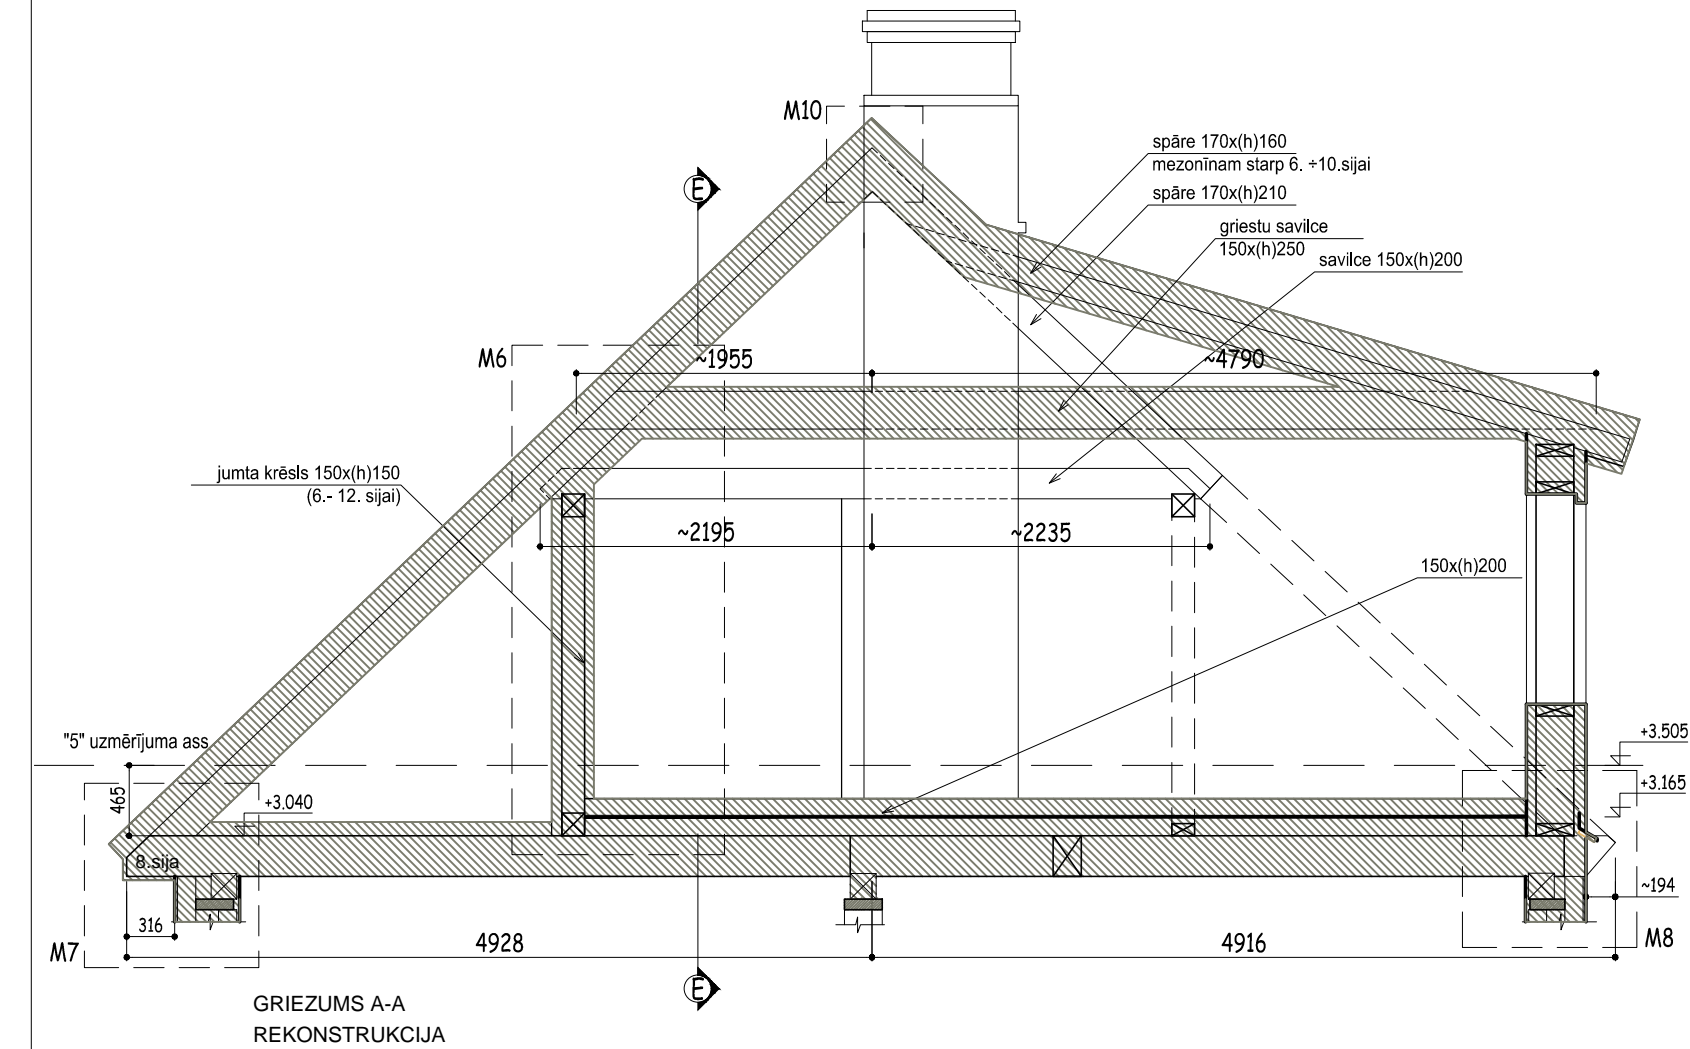 M10
spāre 170x(h)160
mezonīnam starp 6. ÷10.sijai
E
spāre 170x(h)210
griestu savilce
150x(h)250
savilce 150x(h)200
M6
~1955
~4790
jumta krēsls 150x(h)150
(6.- 12. sijai)
~2195
~2235
150x(h)200
"5" uzmērījuma ass
+3.505
+3.165
465
+3.040
8.sija
~194
316
4928
4916
M7
M8
E
GRIEZUMS A-A
REKONSTRUKCIJA